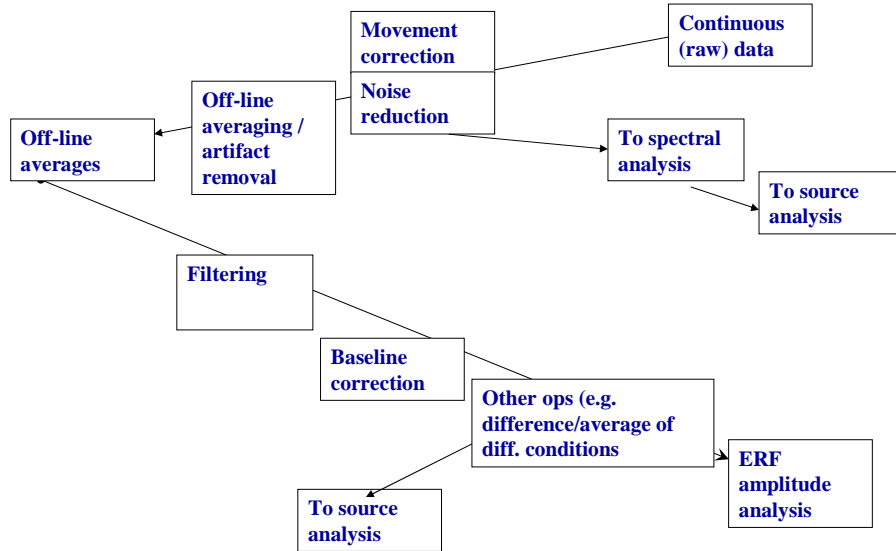 Movement
correction
Continuous
(raw) data
Noise
reduction
Off-line
averaging /
artifact
removal
Off-line
averages
To spectral
analysis
To source
analysis
Filtering
Baseline
correction
Other ops (e.g.
difference/average of
diff. conditions
ERF
amplitude
analysis
To source
analysis